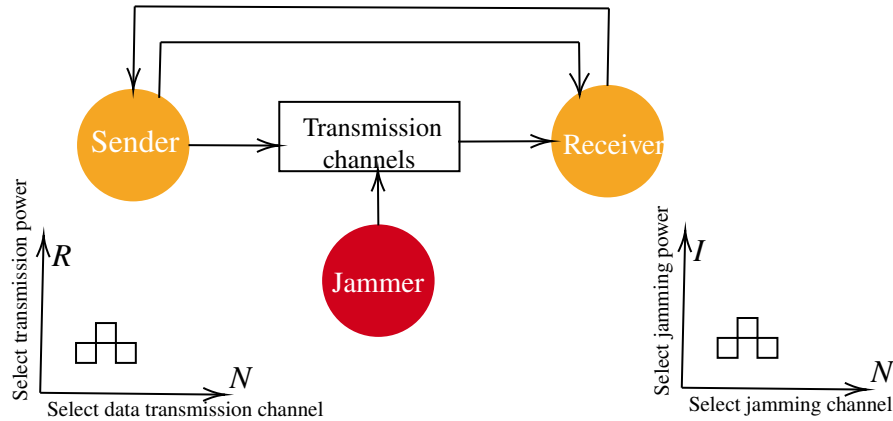 Sender
Transmission
channels
Receiver
Jammer
Select transmission power
R
N
Select data transmission channel
Select jamming power
I
N
Select jamming channel